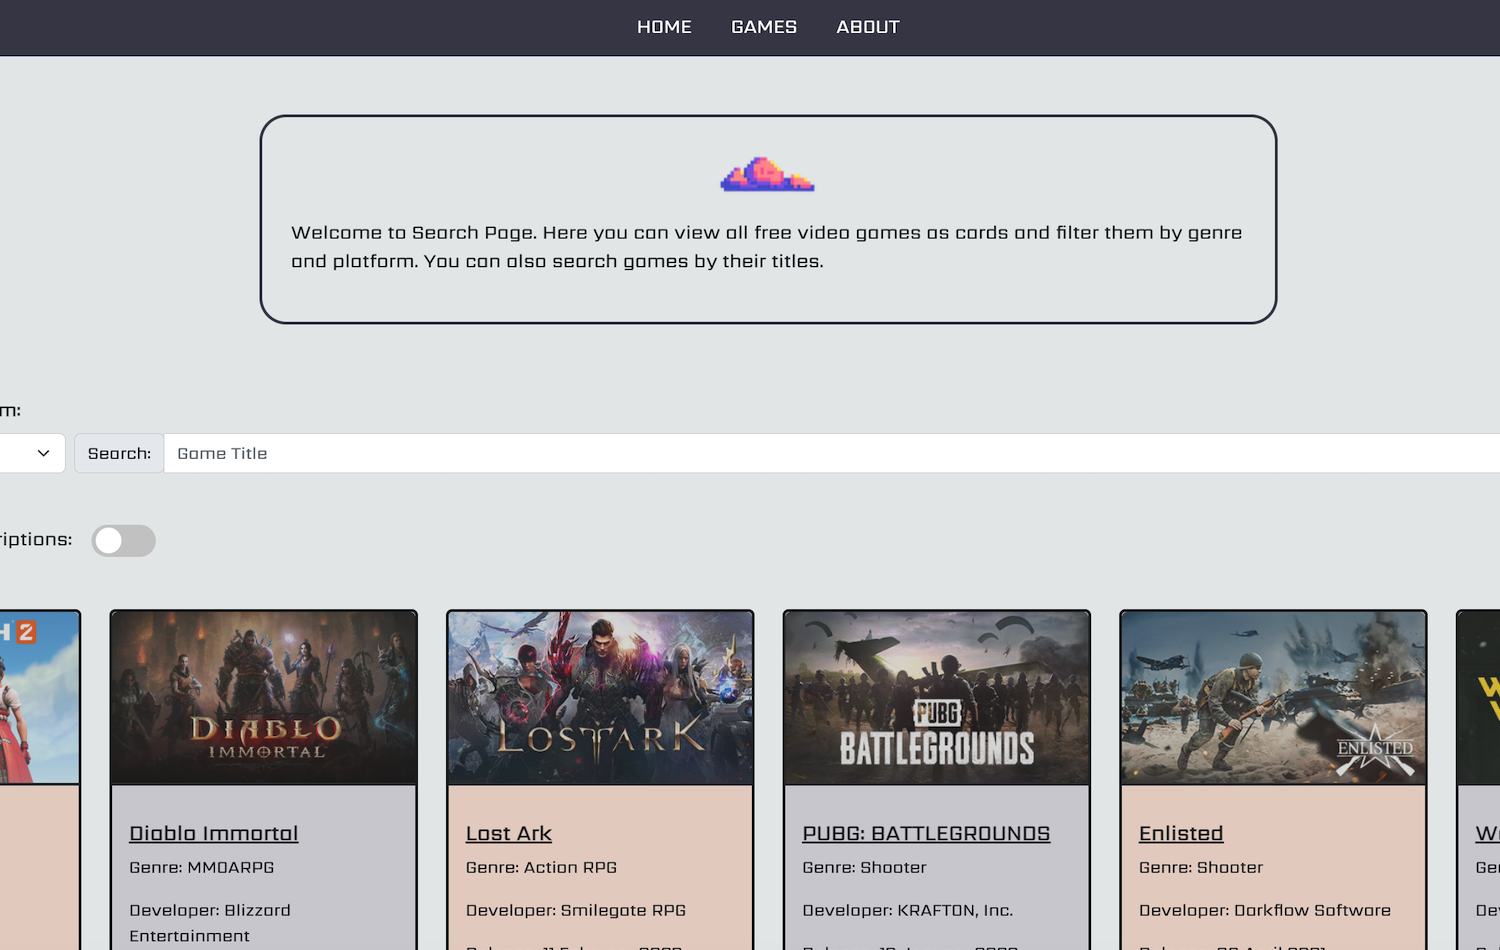 HOME GAMES ABOUT
Welcome to Search Page. Here you can view all free video games as cards and filter them by genre
and platform. You can also search games by their titles.
m:
Search: Game Title
riptions:
H 2
DIABLO
IMMORTAL
LOST ARK
PUBG
BATTLEGROUNDS
ENLISTED
W
Diablo Immortal
Genre: MMOARPG
Developer: Blizzard
Entertainment
Lost Ark
Genre: Action RPG
Developer: Smilegate RPG
PUBG: BATTLEGROUNDS
Genre: Shooter
Developer: KRAFTON, Inc.
Enlisted
Genre: Shooter
Developer: Darkflow Software